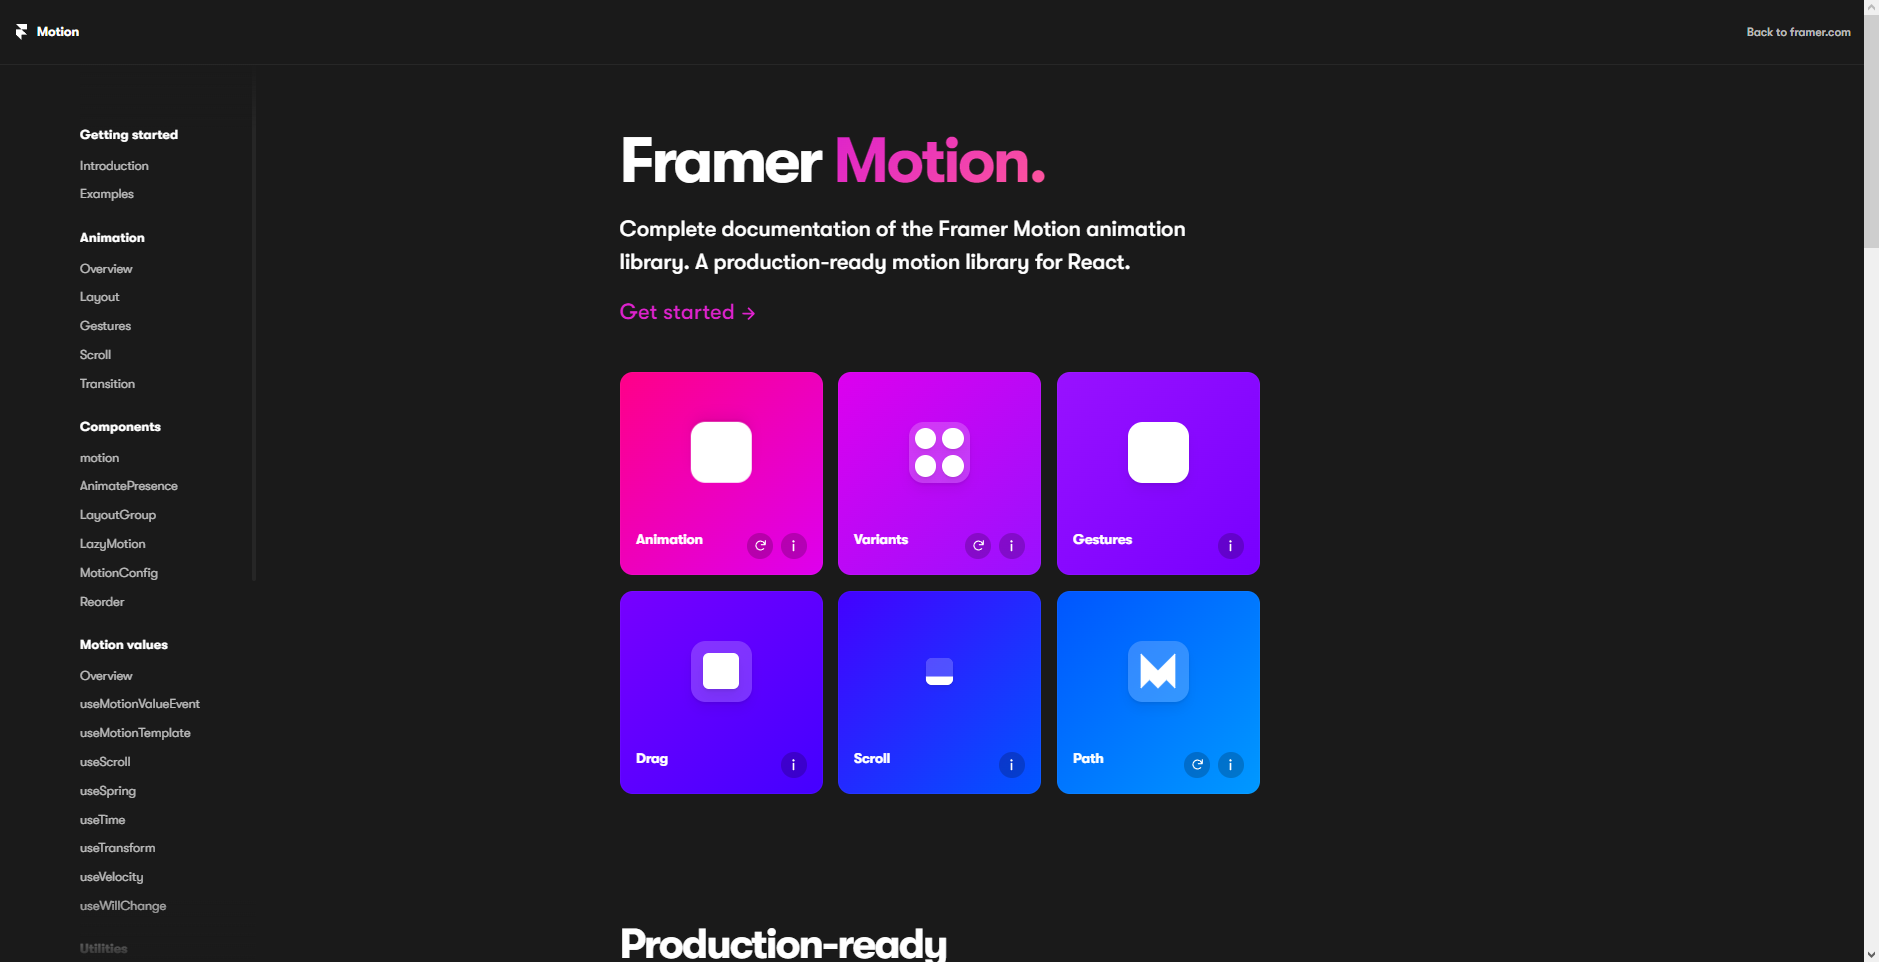 Motion
Back to framer.com
Getting started
Introduction
Examples
Animation
Overview
Layout
Gestures
Scroll
Transition
Components
motion
AnimatePresence
LayoutGroup
LazyMotion
MotionConfig
Reorder
Motion values
Overview
useMotionValueEvent
useMotionTemplate
useScroll
useSpring
useTime
useTransform
useVelocity
useWillChange
Utilities
Framer Motion.
Complete documentation of the Framer Motion animation
library. A production-ready motion library for React.
Get started →
Animation
Variants
Gestures
Drag
Scroll
Path
Production-ready